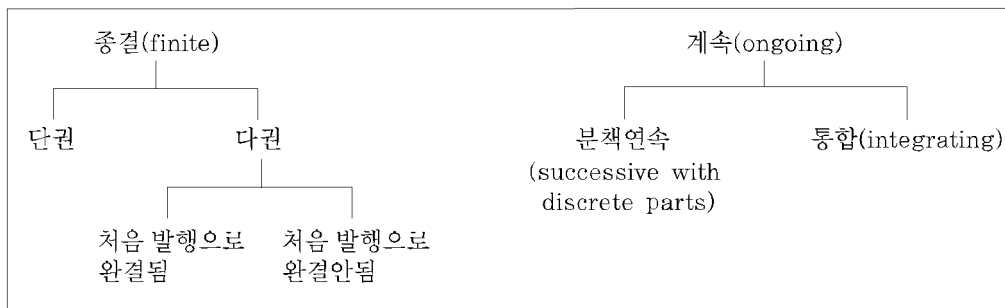 종결(finite)
계속(ongoing)
단권
다권
분책연속
(successive with
discrete parts)
통합(integrating)
처음 발행으로
완결됨
처음 발행으로
완결안됨